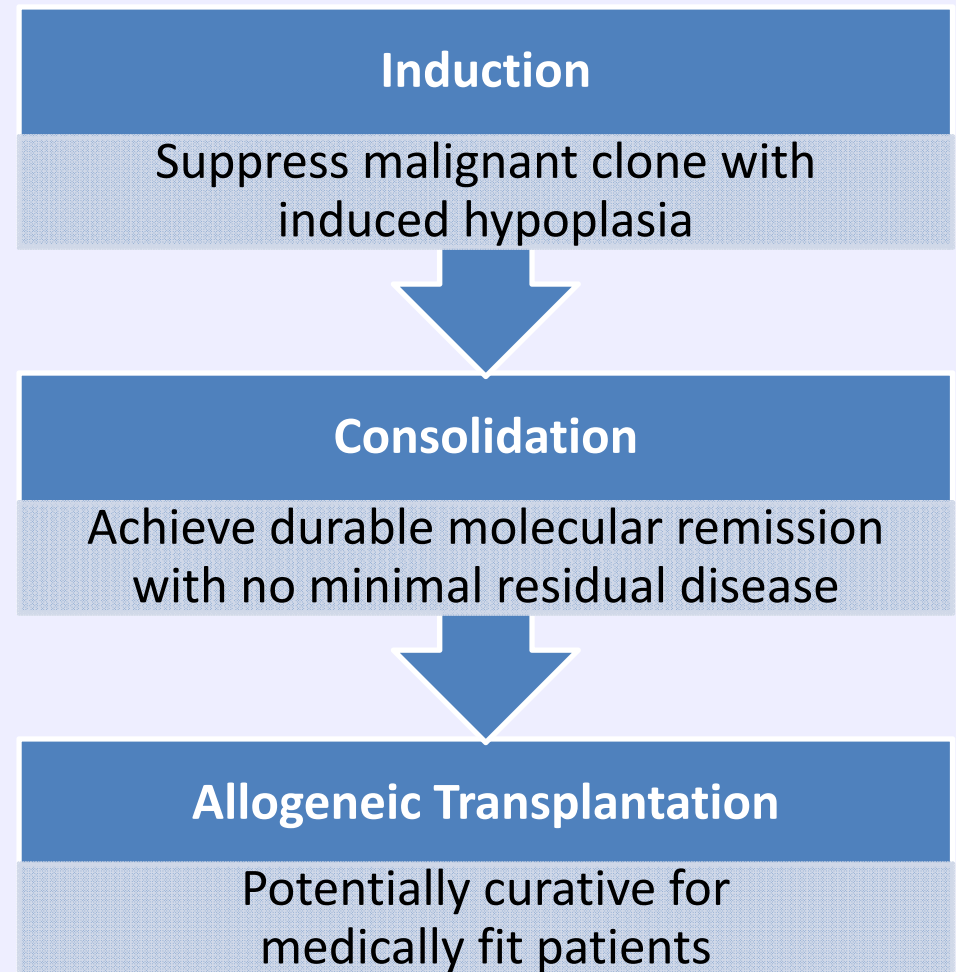 Induction
Suppress malignant clone with
induced hypoplasia
Consolidation
Achieve durable molecular remission
with no minimal residual disease
Allogeneic Transplantation
Potentially curative for
medically fit patients